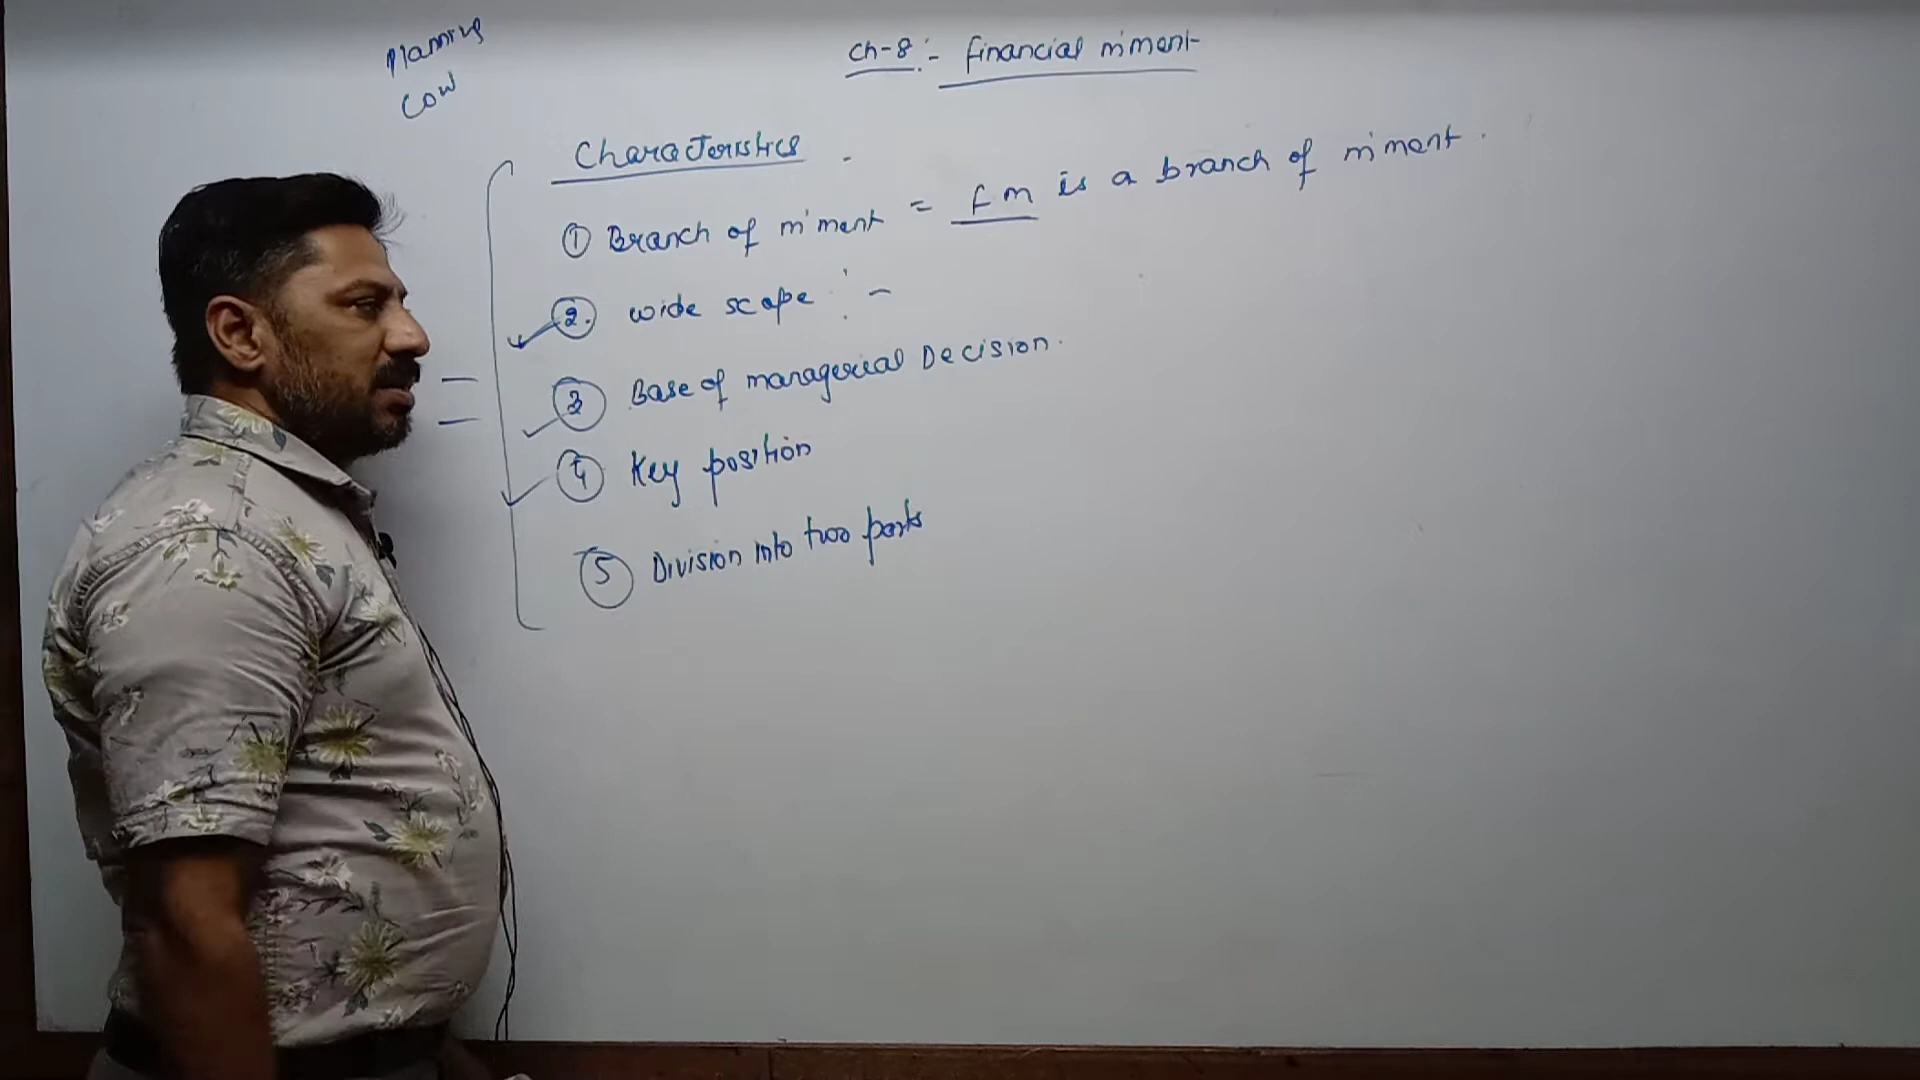 Planning
Ch-8 :- financial m'ment
Characteristics
① Branch of m'ment = fm is a branch of m'ment.
②. wide scope :-
③ Base of managerial Decision.
④ Key position
⑤ Division into two parts